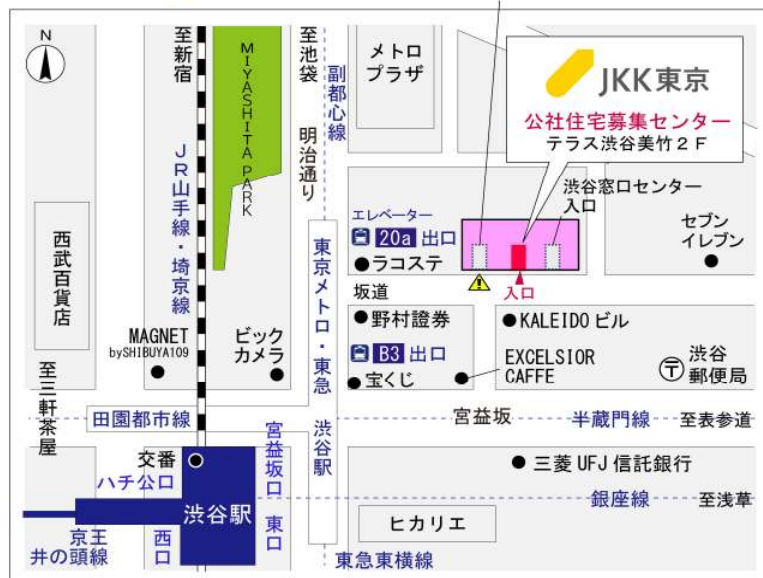 N
至新宿
MIYASHITA PARK
至池袋
副都心線
明治通り
メトロ
プラザ
JKK東京
公社住宅募集センター
テラス渋谷美竹2F
JR山手線・埼京線
西武百貨店
エレベーター
20a 出口
ラコステ
渋谷窓口センター
入口
セブン
イレブン
入口
東京メトロ・東急 渋谷駅
坂道
野村證券
KALEIDO ビル
MAGNET
bySHIBUYA109
ビック
カメラ
B3 出口
宝くじ
EXCELSIOR
CAFFE
渋谷
郵便局
至三軒茶屋
田園都市線
宮益坂
半蔵門線
至表参道
交番
ハチ公口
宮益坂口
三菱 UFJ 信託銀行
渋谷駅
銀座線
至浅草
京王
井の頭線
西口
東口
ヒカリエ
東急東横線